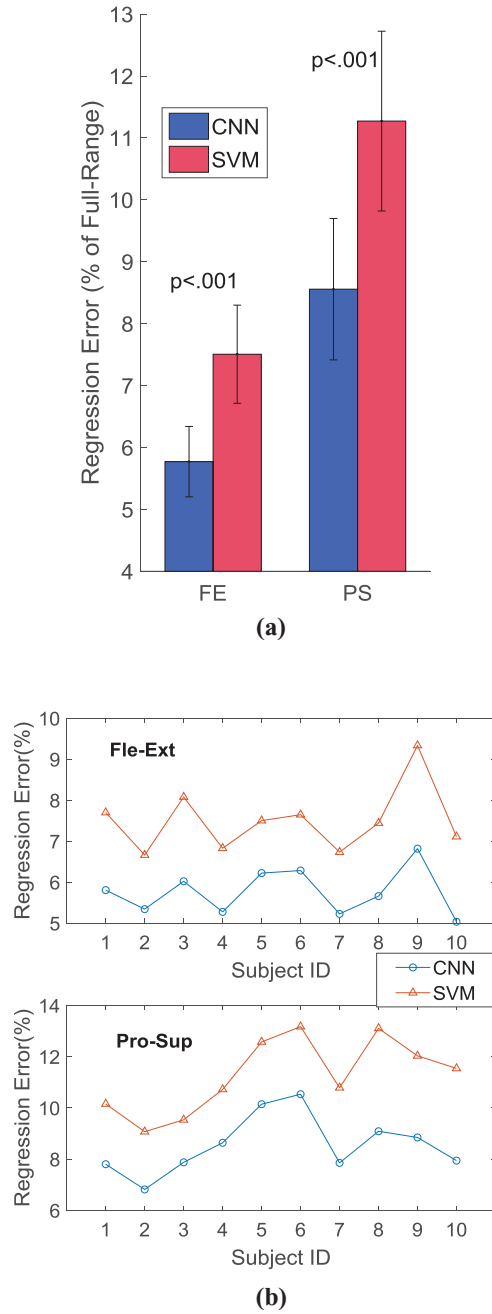 13
12
11
10
9
8
7
6
5
4
Regression Error (% of Full-Range)
p<.001
CNN
SVM
p<.001
FE PS
(a)
10
9
8
7
6
5
Regression Error(%)
Fle-Ext
1 2 3 4 5 6 7 8 9 10
Subject ID
CNN
SVM
14
12
10
8
6
Regression Error(%)
Pro-Sup
1 2 3 4 5 6 7 8 9 10
Subject ID
(b)